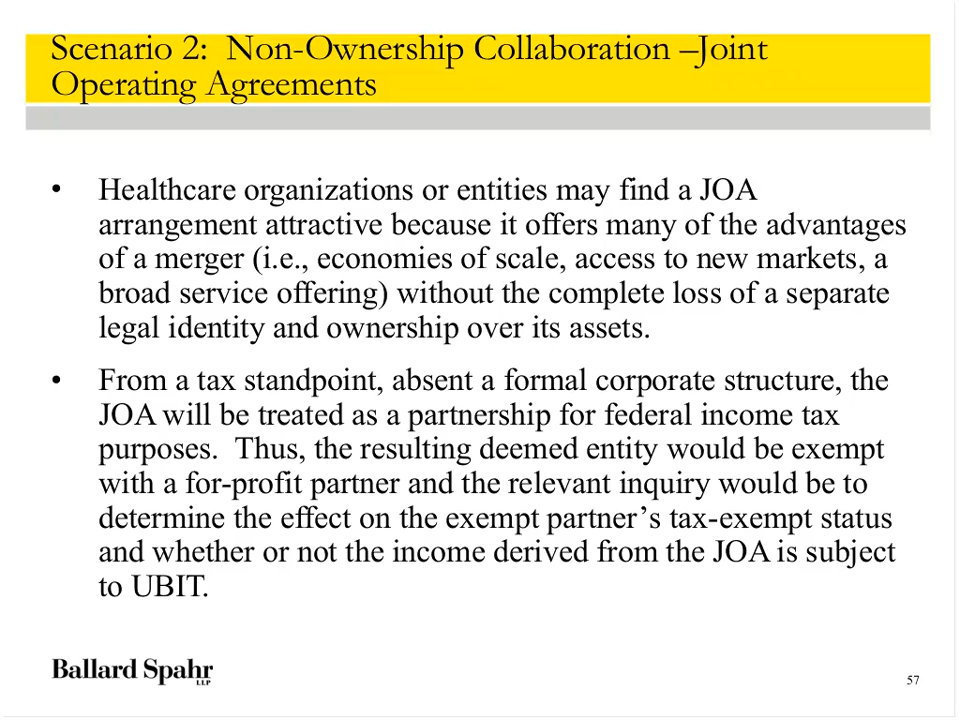 Scenario 2:  Non-Ownership Collaboration –Joint
Operating Agreements
• Healthcare organizations or entities may find a JOA
arrangement attractive because it offers many of the advantages
of a merger (i.e., economies of scale, access to new markets, a
broad service offering) without the complete loss of a separate
legal identity and ownership over its assets.
• From a tax standpoint, absent a formal corporate structure, the
JOA will be treated as a partnership for federal income tax
purposes.  Thus, the resulting deemed entity would be exempt
with a for-profit partner and the relevant inquiry would be to
determine the effect on the exempt partner’s tax-exempt status
and whether or not the income derived from the JOA is subject
to UBIT.
Ballard Spahr
LLP
57